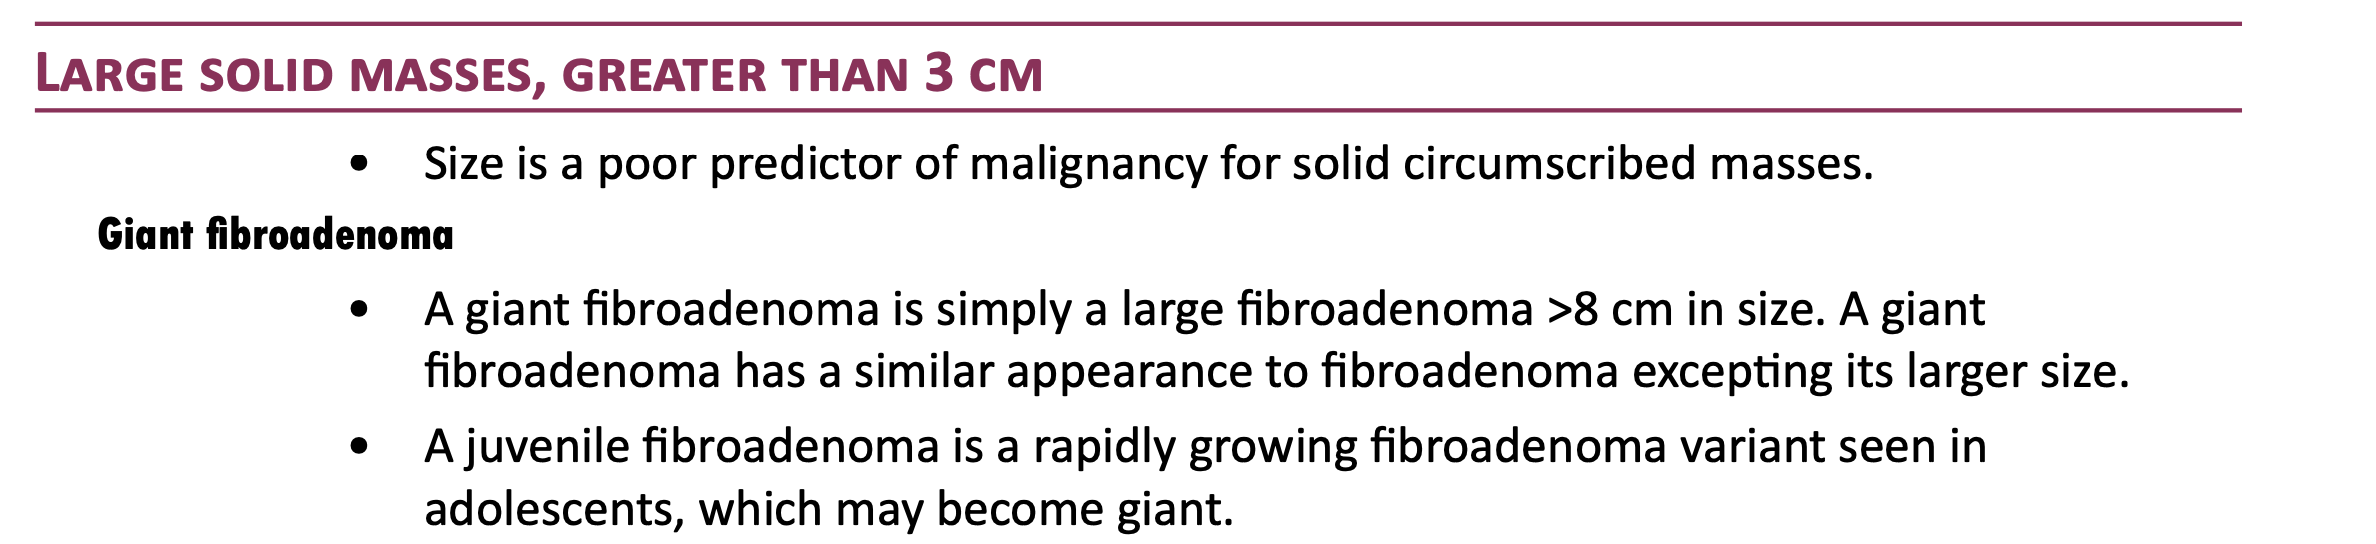 LARGE SOLID MASSES, GREATER THAN 3 CM
• Size is a poor predictor of malignancy for solid circumscribed masses.
Giant fibroadenoma
• A giant fibroadenoma is simply a large fibroadenoma >8 cm in size. A giant
fibroadenoma has a similar appearance to fibroadenoma excepting its larger size.
• A juvenile fibroadenoma is a rapidly growing fibroadenoma variant seen in
adolescents, which may become giant.